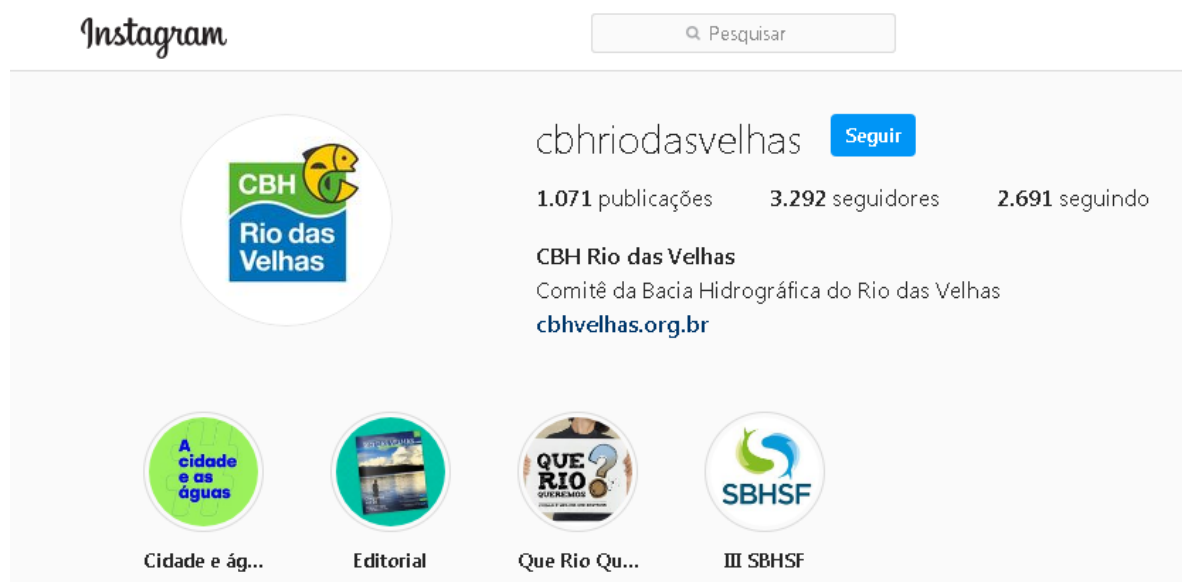 Instagram
Pesquisar
cbhriodasvelhas Seguir
1.071 publicações 3.292 seguidores 2.691 seguindo
CBH Rio das Velhas
Comitê da Bacia Hidrográfica do Rio das Velhas
cbhvelhas.org.br
CBH
Rio das
Velhas
A
cidade
e as
águas
QUE
RIO
QUEREMOS
SBHSF
Cidade e ág... Editorial Que Rio Qu... III SBHSF